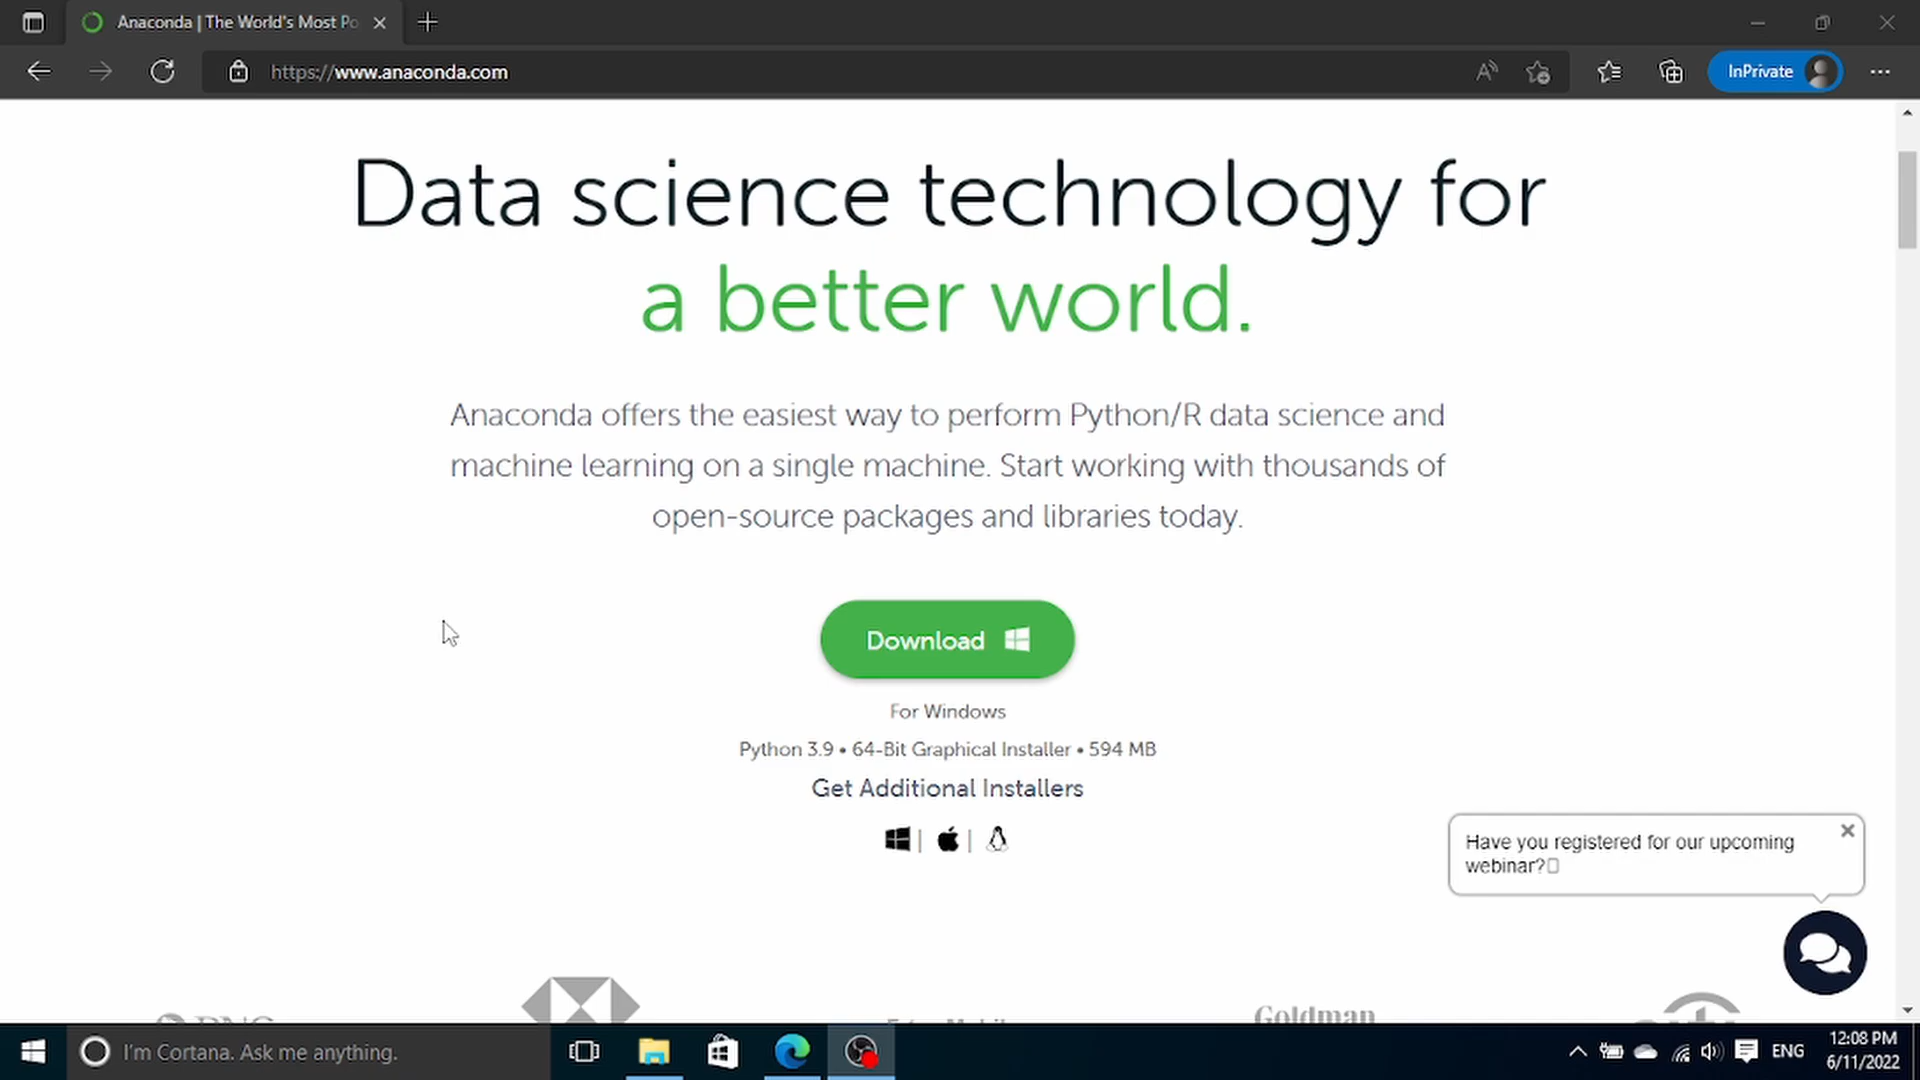 Anaconda | The World's Most Po
https://www.anaconda.com
InPrivate
Data science technology for
a better world.
Anaconda offers the easiest way to perform Python/R data science and
machine learning on a single machine. Start working with thousands of
open-source packages and libraries today.
Download
For Windows
Python 3.9 • 64-Bit Graphical Installer • 594 MB
Get Additional Installers
Have you registered for our upcoming
webinar?
Goldman
I'm Cortana. Ask me anything.
ENG
12:08 PM
6/11/2022